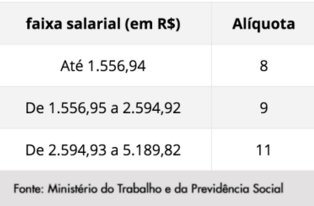 faixa salarial (em R$) Alíquota
Até 1.556,94 8
De 1.556,95 a 2.594,92 9
De 2.594,93 a 5.189,82 11
Fonte: Ministério do Trabalho e da Previdência Social